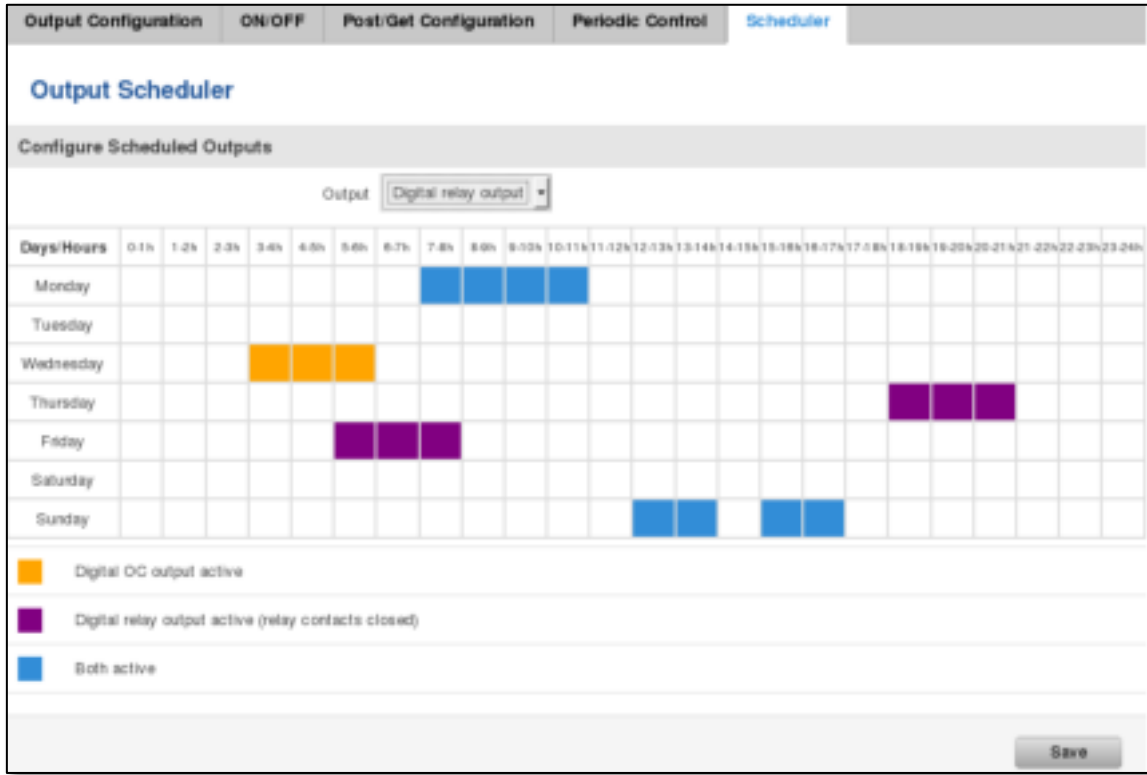 Output Configuration ON/OFF Post/Get Configuration Periodic Control Scheduler
Output Scheduler
Configure Scheduled Outputs
Output Digital relay output
Days/Hours 0-1h 1-2h 2-3h 3-4h 4-5h 5-6h 6-7h 7-8h 8-9h 9-10h 10-11h 11-12h 12-13h 13-14h 14-15h 15-16h 16-17h 17-18h 18-19h 19-20h 20-21h 21-22h 22-23h 23-24h
Monday
Tuesday
Wednesday
Thursday
Friday
Saturday
Sunday
Digital OC output active
Digital relay output active (relay contacts closed)
Both active
Save